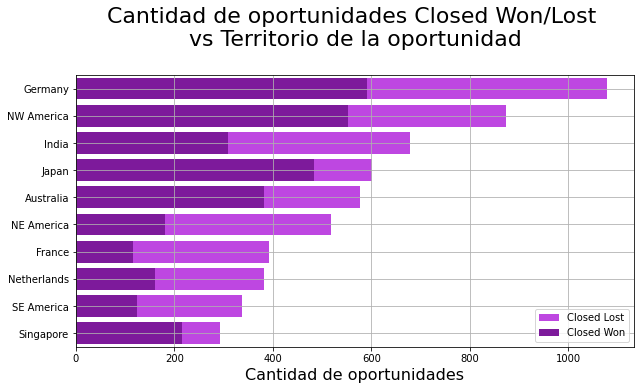 Cantidad de oportunidades Closed Won/Lost
vs Territorio de la oportunidad
Germany
NW America
India
Japan
Australia
NE America
France
Netherlands
SE America
Singapore
Closed Lost
Closed Won
0 200 400 600 800 1000
Cantidad de oportunidades